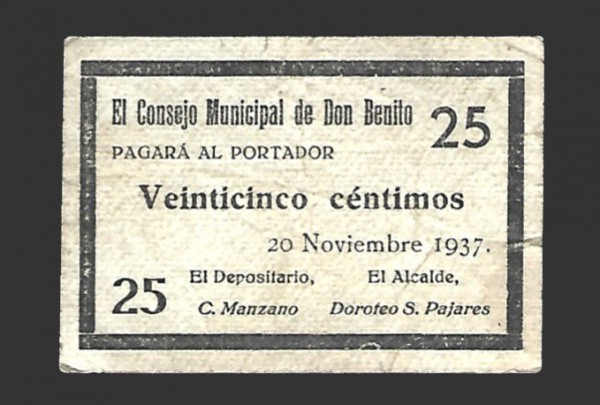 El Consejo Municipal de Don Benito 25
PAGARÁ AL PORTADOR
Veinticinco céntimos
20 Noviembre 1937.
25
El Depositario, El Alcalde,
C. Manzano Doroteo S. Pajares